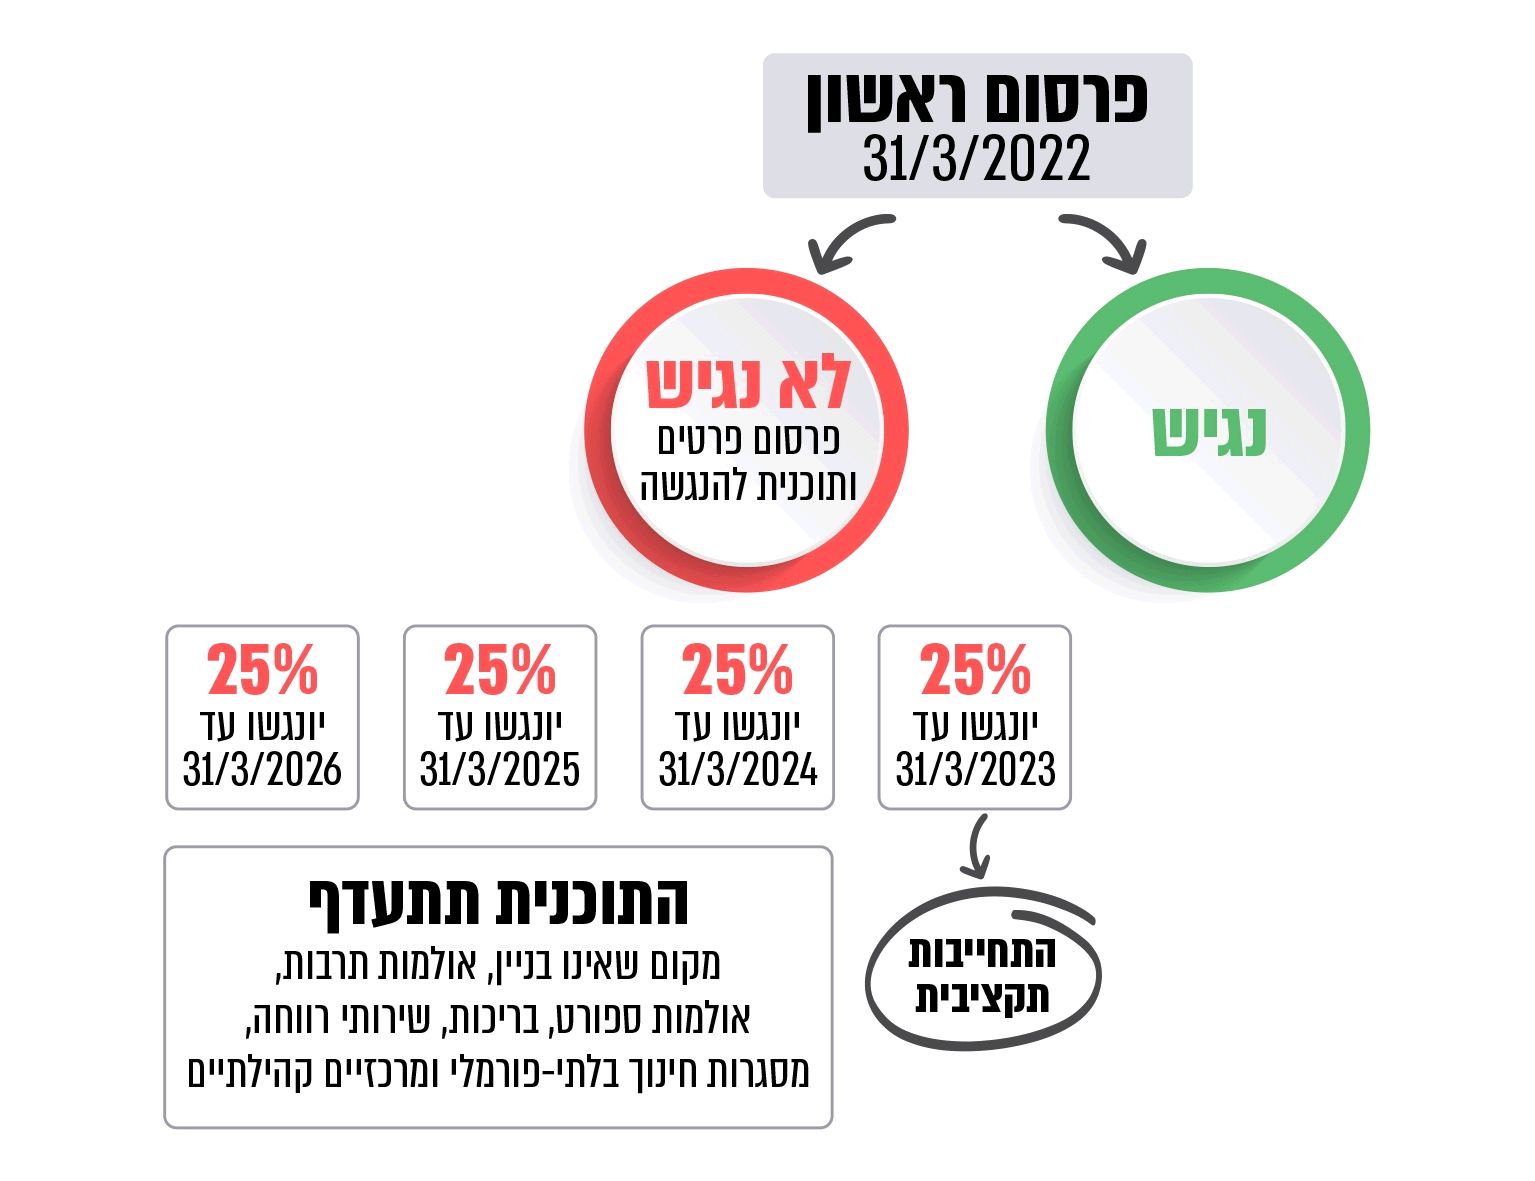 פרסום ראשון
31/3/2022
נגיש
לא נגיש
פרסום פרטים
ותוכנית להנגשה
25%
יונגשו עד
31/3/2023
25%
יונגשו עד
31/3/2024
25%
יונגשו עד
31/3/2025
25%
יונגשו עד
31/3/2026
התחייבות
תקציבית
התוכנית תתעדף
מקום שאינו בניין, אולמות תרבות,
אולמות ספורט, בריכות, שירותי רווחה,
מסגרות חינוך בלתי-פורמלי ומרכזיים קהילתיים